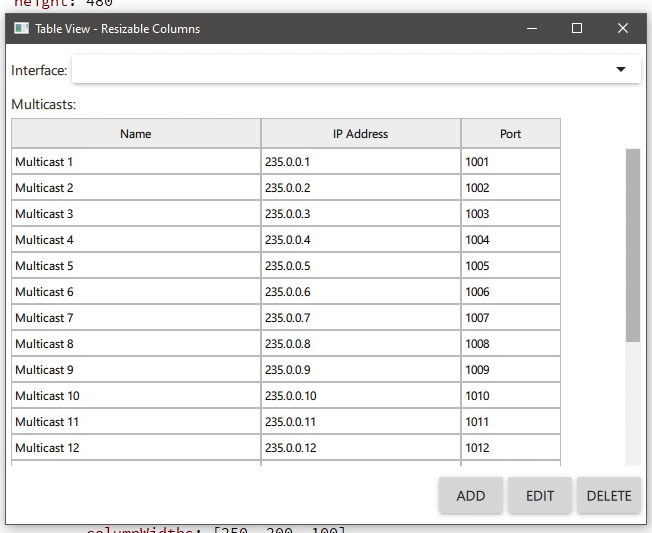 height: 480
Table View - Resizable Columns
Interface:
Multicasts:
Name IP Address Port
Multicast 1 235.0.0.1 1001
Multicast 2 235.0.0.2 1002
Multicast 3 235.0.0.3 1003
Multicast 4 235.0.0.4 1004
Multicast 5 235.0.0.5 1005
Multicast 6 235.0.0.6 1006
Multicast 7 235.0.0.7 1007
Multicast 8 235.0.0.8 1008
Multicast 9 235.0.0.9 1009
Multicast 10 235.0.0.10 1010
Multicast 11 235.0.0.11 1011
Multicast 12 235.0.0.12 1012
ADD EDIT DELETE
columnWidths: [250, 200, 100]